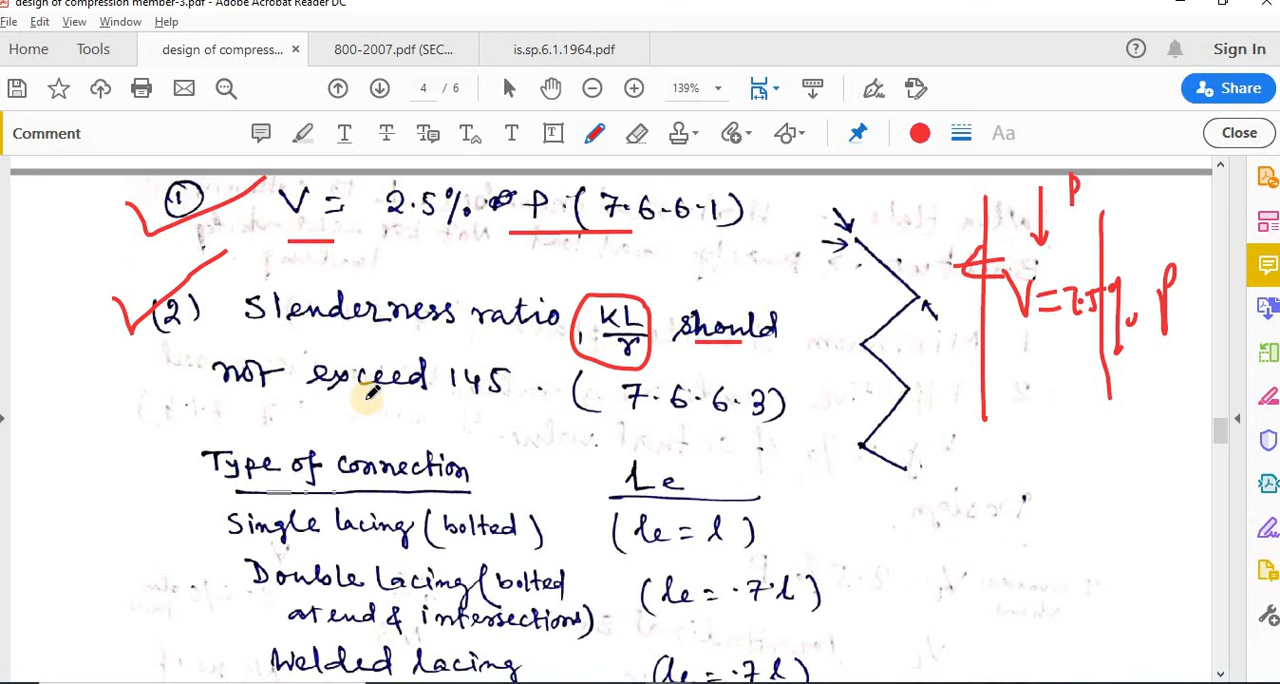 design of compression member-3.pdf - Adobe Acrobat Reader DC
File Edit View Window Help
Home Tools design of compress... × 800-2007.pdf (SEC... is.sp.6.1.1964.pdf ? Sign In
4 / 6 139% Share
Comment T T T T T Aa Close
① V = 2.5% P. (7.6.6.1)
(2) Slenderness ratio, KL/r should
not exceed 145. (7.6.6.3)
P
V = 2.5% P
Type of connection Le
Single lacing (bolted) (le = l)
Double lacing (bolted (le = .7 l)
at end & intersections)
Welded lacing (le = .7 l)